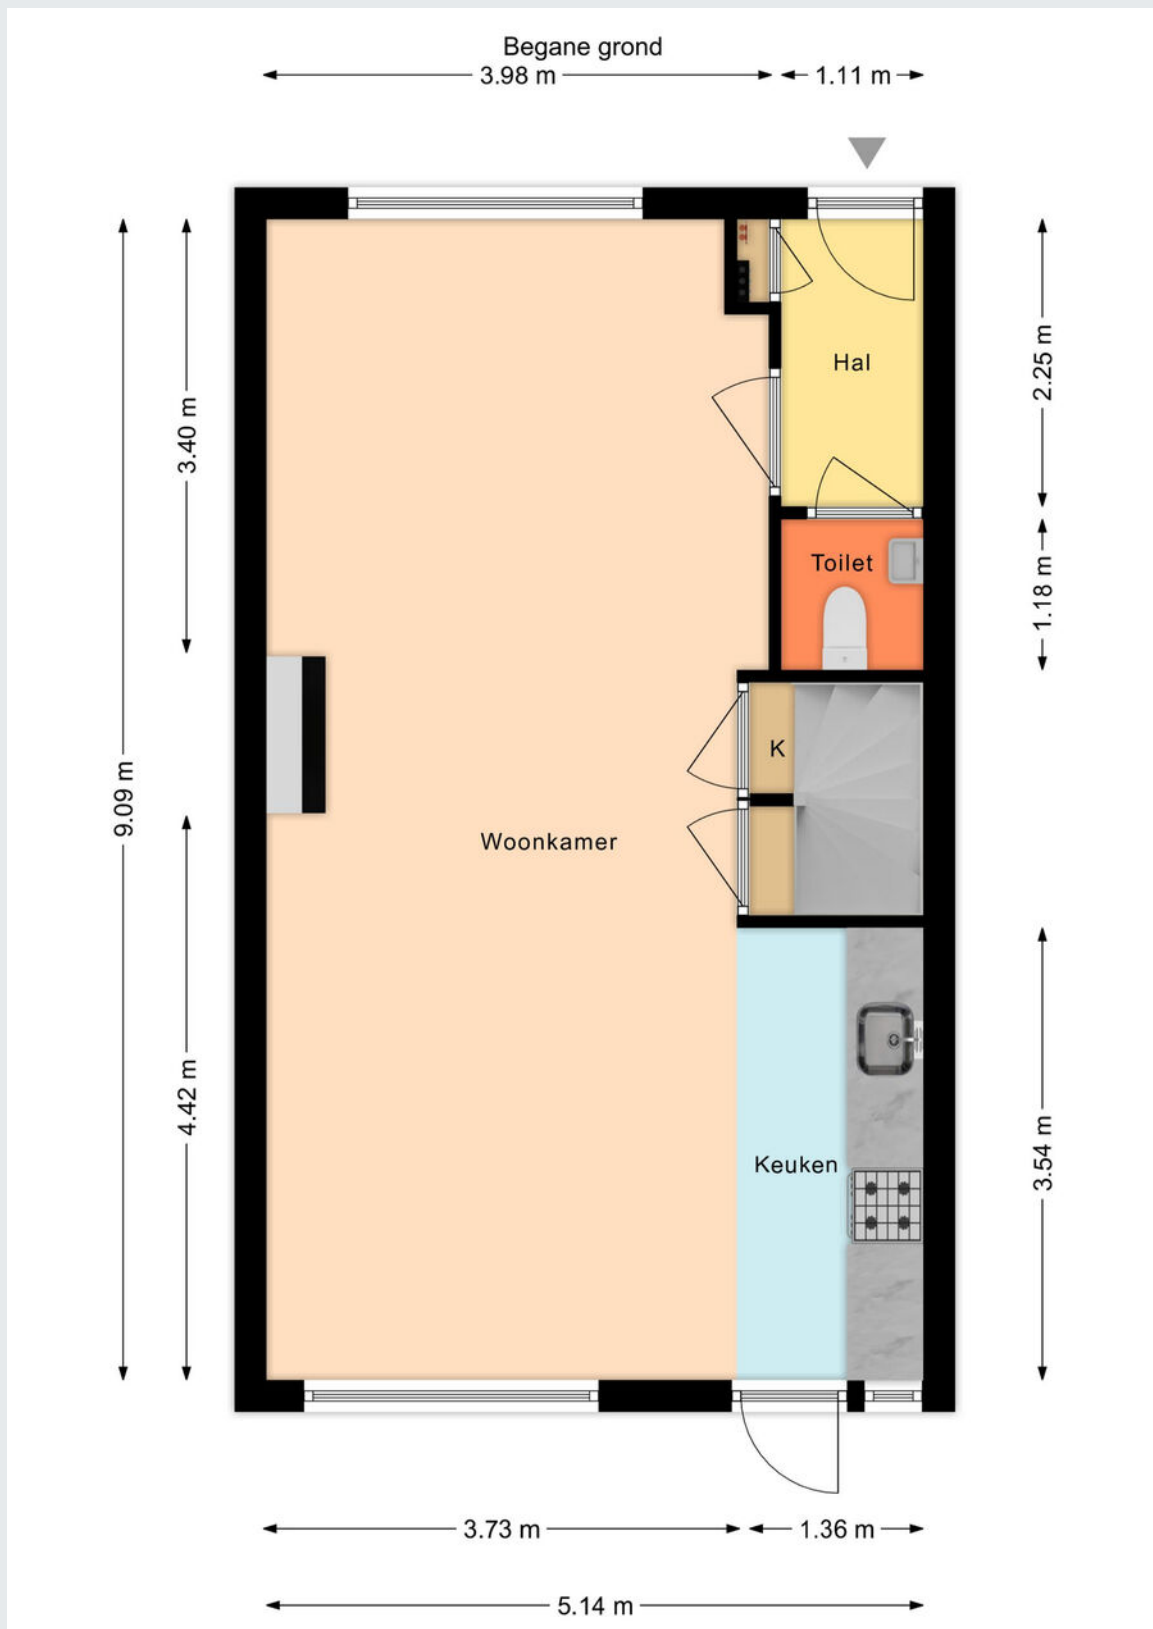 Begane grond
3.98 m
1.11 m
Hal
2.25 m
3.40 m
Toilet
1.18 m
K
9.09 m
Woonkamer
4.42 m
Keuken
3.54 m
3.73 m
1.36 m
5.14 m